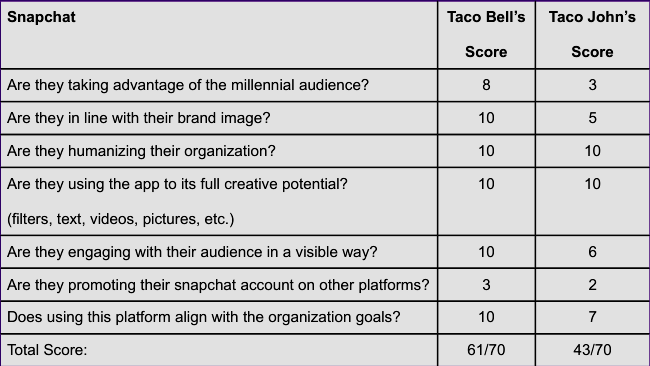 Snapchat Taco Bell's Taco John's
Score Score
Are they taking advantage of the millennial audience? 8 3
Are they in line with their brand image? 10 5
Are they humanizing their organization? 10 10
Are they using the app to its full creative potential? 10 10
(filters, text, videos, pictures, etc.)
Are they engaging with their audience in a visible way? 10 6
Are they promoting their snapchat account on other platforms? 3 2
Does using this platform align with the organization goals? 10 7
Total Score: 61/70 43/70